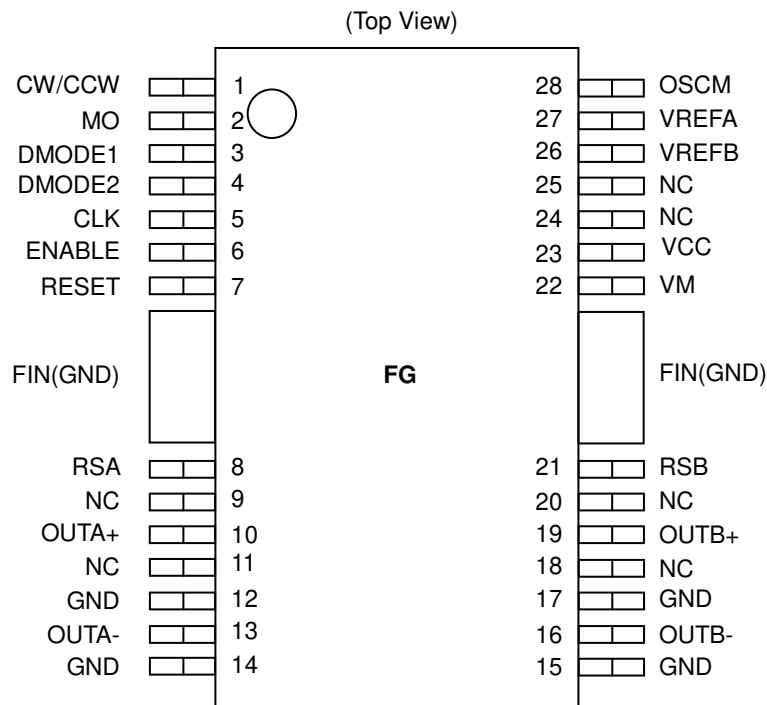 (Top View)
CW/CCW 1 28 OSCM
MO 2 27 VREFA
DMODE1 3 26 VREFB
DMODE2 4 25 NC
CLK 5 24 NC
ENABLE 6 23 VCC
RESET 7 22 VM
FIN(GND) FG FIN(GND)
RSA 8 21 RSB
NC 9 20 NC
OUTA+ 10 19 OUTB+
NC 11 18 NC
GND 12 17 GND
OUTA- 13 16 OUTB-
GND 14 15 GND